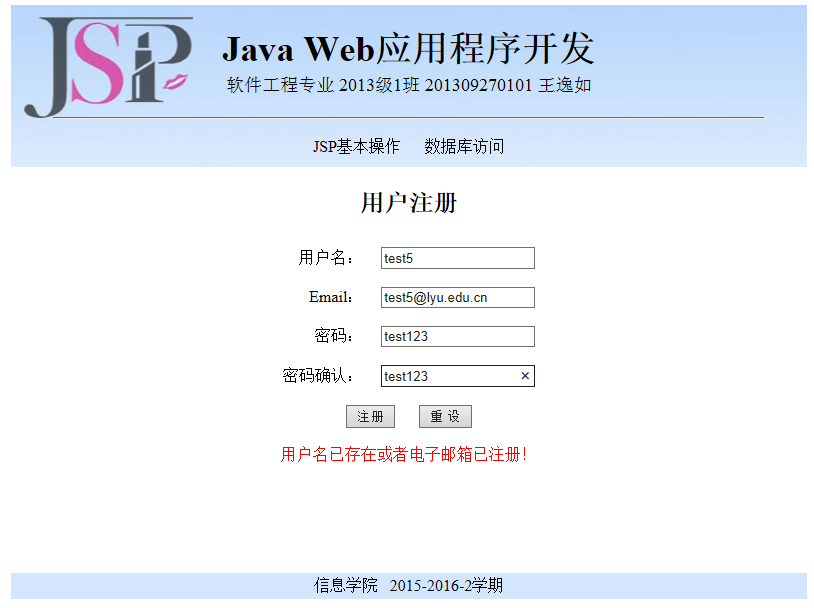 JSP
Java Web应用程序开发
软件工程专业 2013级1班 201309270101 王逸如
JSP基本操作 数据库访问
用户注册
用户名： test5
Email： test5@lyu.edu.cn
密码： test123
密码确认： test123 ×
注册 重 设
用户名已存在或者电子邮箱已注册!
信息学院 2015-2016-2学期